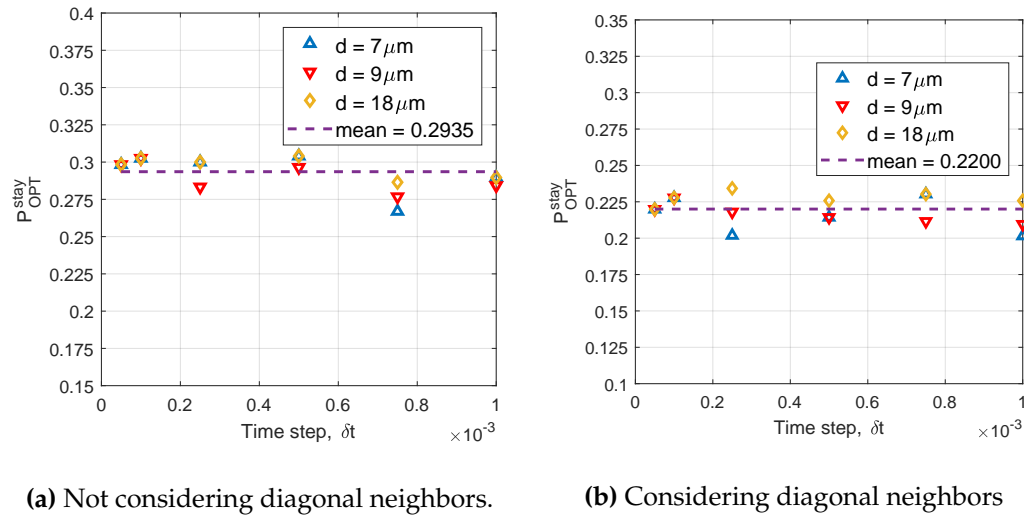 0.4
0.375
0.35
0.325
0.3
0.275
0.25
0.225
0.2
0.175
0.15
0 0.2 0.4 0.6 0.8 1
×10⁻³
Time step, δt
P_OPT^stay
d = 7μm
d = 9μm
d = 18μm
mean = 0.2935
(a) Not considering diagonal neighbors.
0.35
0.325
0.3
0.275
0.25
0.225
0.2
0.175
0.15
0.125
0.1
0 0.2 0.4 0.6 0.8 1
×10⁻³
Time step, δt
P_OPT^stay
d = 7μm
d = 9μm
d = 18μm
mean = 0.2200
(b) Considering diagonal neighbors